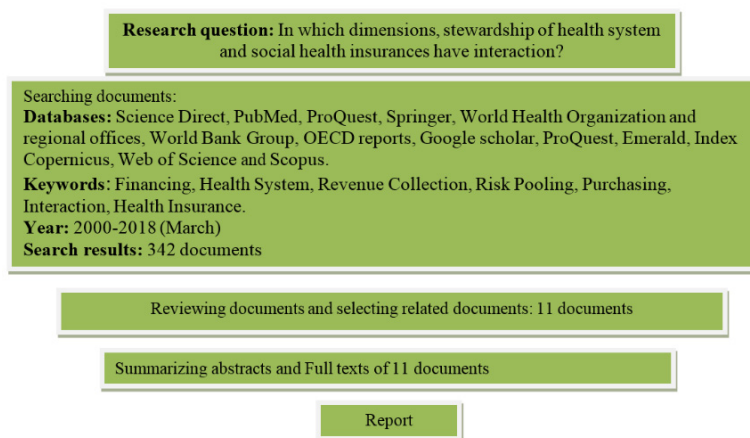 Research question: In which dimensions, stewardship of health system
and social health insurances have interaction?
Searching documents:
Databases: Science Direct, PubMed, ProQuest, Springer, World Health Organization and
regional offices, World Bank Group, OECD reports, Google scholar, ProQuest, Emerald, Index
Copernicus, Web of Science and Scopus.
Keywords: Financing, Health System, Revenue Collection, Risk Pooling, Purchasing,
Interaction, Health Insurance.
Year: 2000-2018 (March)
Search results: 342 documents
Reviewing documents and selecting related documents: 11 documents
Summarizing abstracts and Full texts of 11 documents
Report